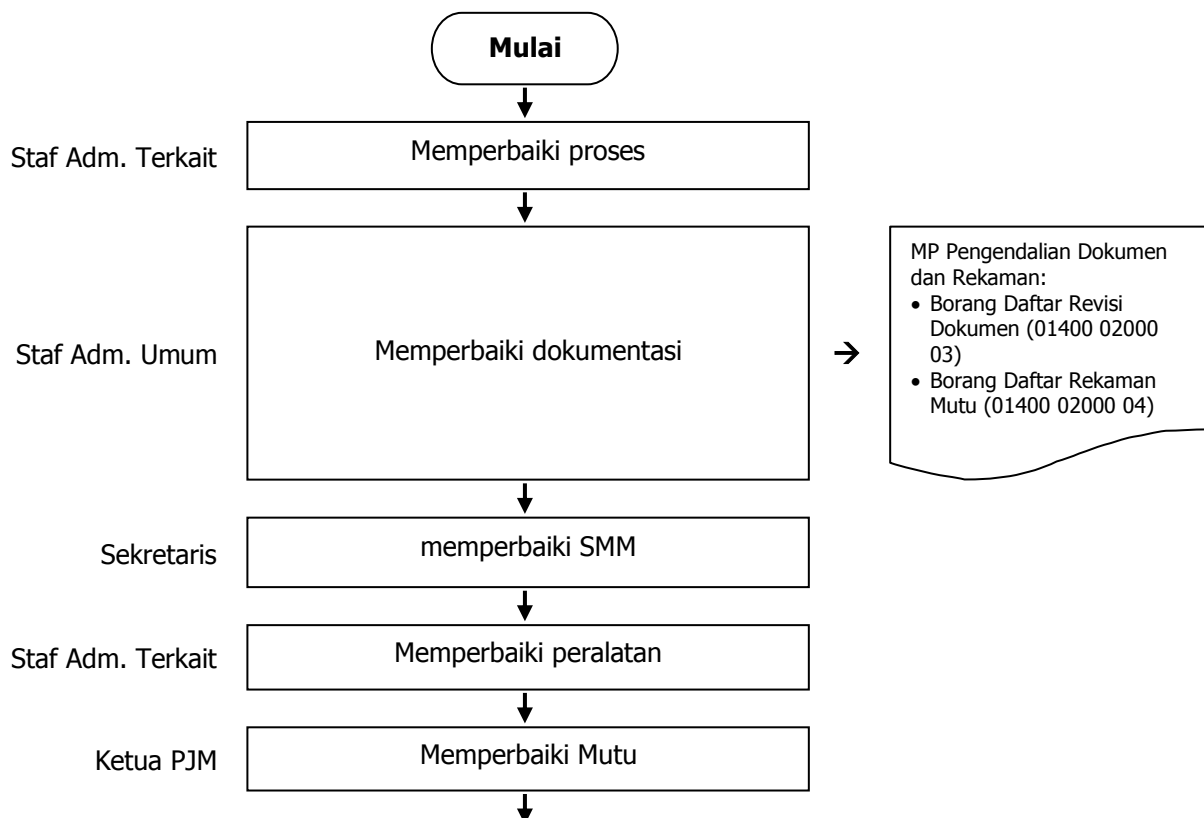 Mulai
Staf Adm. Terkait
Memperbaiki proses
Staf Adm. Umum
Memperbaiki dokumentasi
MP Pengendalian Dokumen
dan Rekaman:
• Borang Daftar Revisi
Dokumen (01400 02000
03)
• Borang Daftar Rekaman
Mutu (01400 02000 04)
Sekretaris
memperbaiki SMM
Staf Adm. Terkait
Memperbaiki peralatan
Ketua PJM
Memperbaiki Mutu